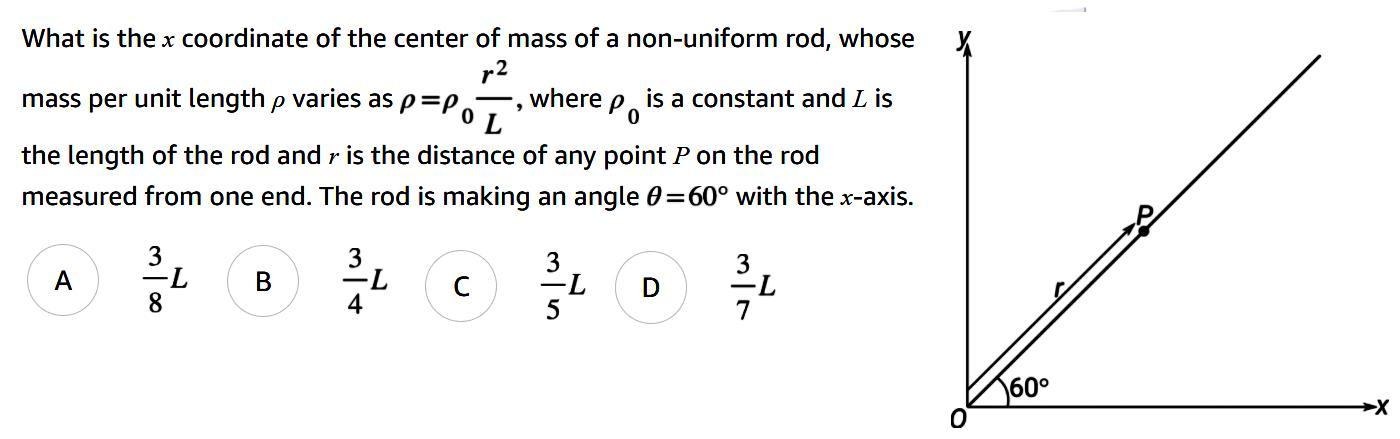 What is the x coordinate of the center of mass of a non-uniform rod, whose
mass per unit length ρ varies as ρ=ρ₀ r²/L, where ρ₀ is a constant and L is
the length of the rod and r is the distance of any point P on the rod
measured from one end. The rod is making an angle θ=60° with the x-axis.
A 3/8 L B 3/4 L C 3/5 L D 3/7 L
y
P
r
60°
O
X